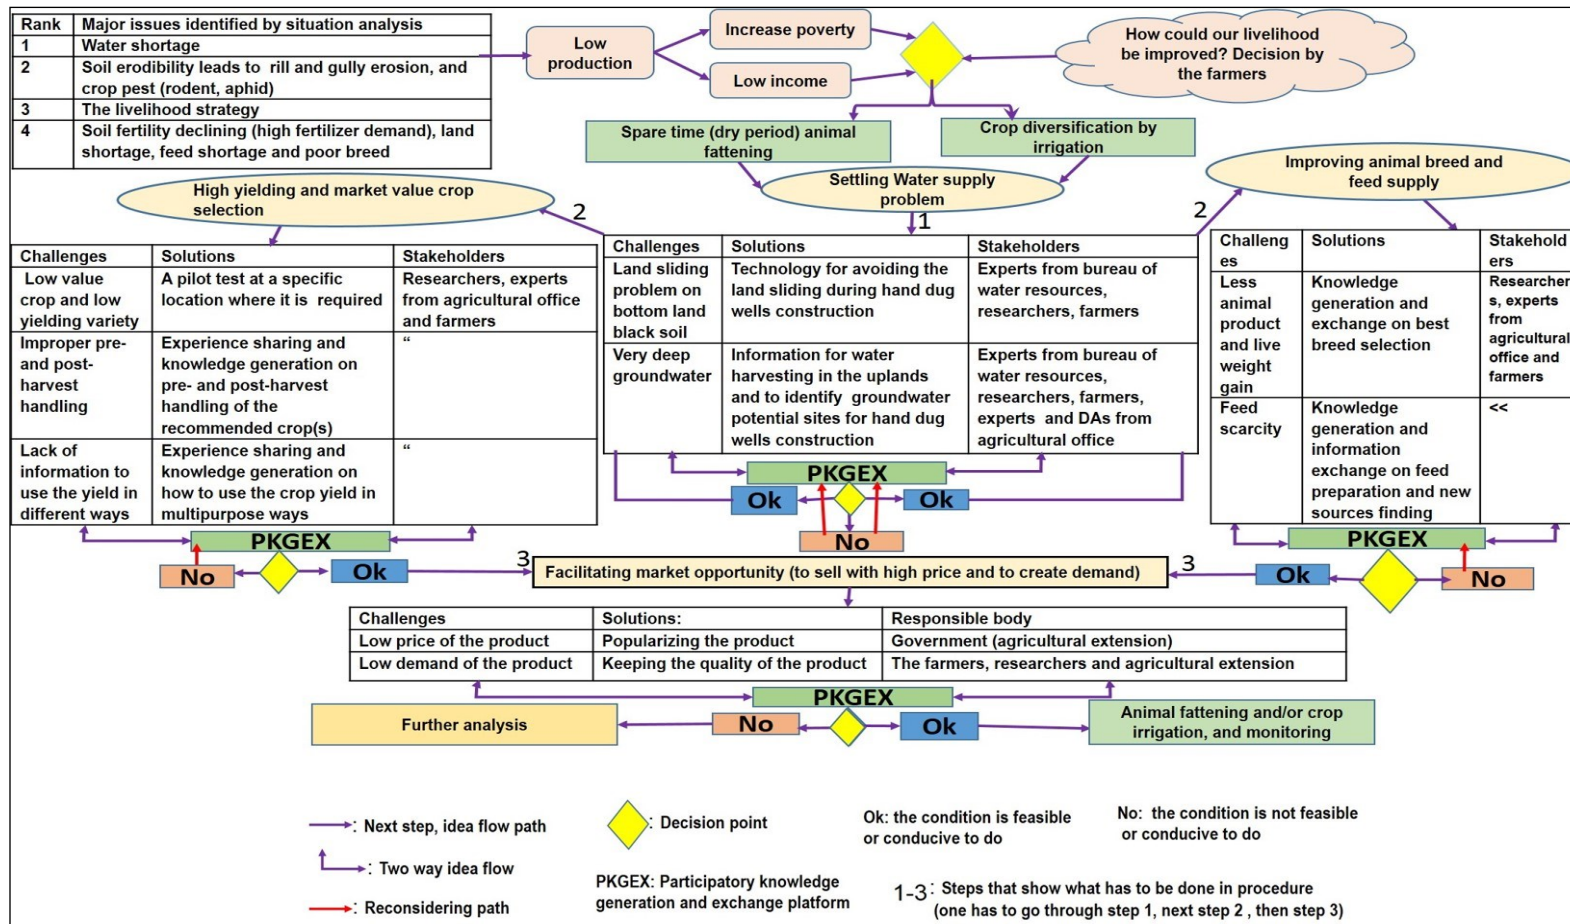 Rank Major issues identified by situation analysis
1 Water shortage
2 Soil erodibility leads to rill and gully erosion, and
crop pest (rodent, aphid)
3 The livelihood strategy
4 Soil fertility declining (high fertilizer demand), land
shortage, feed shortage and poor breed
Low
production
Increase poverty
Low income
How could our livelihood
be improved? Decision by
the farmers
Spare time (dry period) animal
fattening
Crop diversification by
irrigation
High yielding and market value crop
selection
Settling Water supply
problem
Improving animal breed and
feed supply
2
1
2
Challenges Solutions Stakeholders
Low value
crop and low
yielding variety
A pilot test at a specific
location where it is required
Researchers, experts
from agricultural office
and farmers
Improper pre-
and post-
harvest
handling
Experience sharing and
knowledge generation on
pre- and post-harvest
handling of the
recommended crop(s)
“
Lack of
information to
use the yield in
different ways
Experience sharing and
knowledge generation on
how to use the crop yield in
multipurpose ways
“
PKGEX
No
Ok
3
Challenges Solutions Stakeholders
Land sliding
problem on
bottom land
black soil
Technology for avoiding the
land sliding during hand dug
wells construction
Experts from bureau of
water resources,
researchers, farmers
Very deep
groundwater
Information for water
harvesting in the uplands
and to identify groundwater
potential sites for hand dug
wells construction
Experts from bureau of
water resources,
researchers, farmers,
experts and DAs from
agricultural office
PKGEX
Ok
Ok
No
Challeng
es
Solutions
Stakehold
ers
Less
animal
product
and live
weight
gain
Knowledge
generation and
exchange on best
breed selection
Researcher
s, experts
from
agricultural
office and
farmers
Feed
scarcity
Knowledge
generation and
information
exchange on feed
preparation and new
sources finding
<<
PKGEX
3
Ok
No
Facilitating market opportunity (to sell with high price and to create demand)
Challenges Solutions: Responsible body
Low price of the product Popularizing the product Government (agricultural extension)
Low demand of the product Keeping the quality of the product The farmers, researchers and agricultural extension
PKGEX
Further analysis
No
Ok
Animal fattening and/or crop
irrigation, and monitoring
: Next step, idea flow path
: Two way idea flow
: Reconsidering path
: Decision point
PKGEX: Participatory knowledge
generation and exchange platform
Ok: the condition is feasible
or conducive to do
No: the condition is not feasible
or conducive to do
1-3: Steps that show what has to be done in procedure
(one has to go through step 1, next step 2 , then step 3)